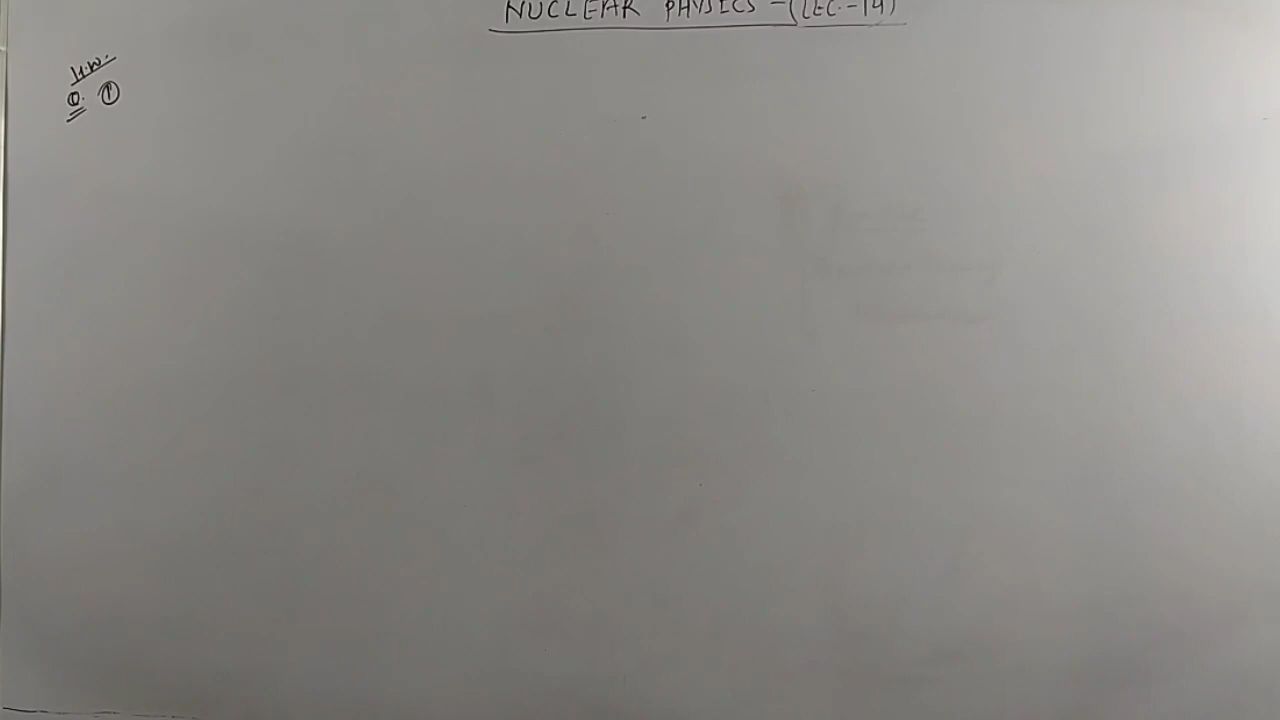 NUCLEAR PHYSICS - (LEC.-14)
H.W.
Q. ①